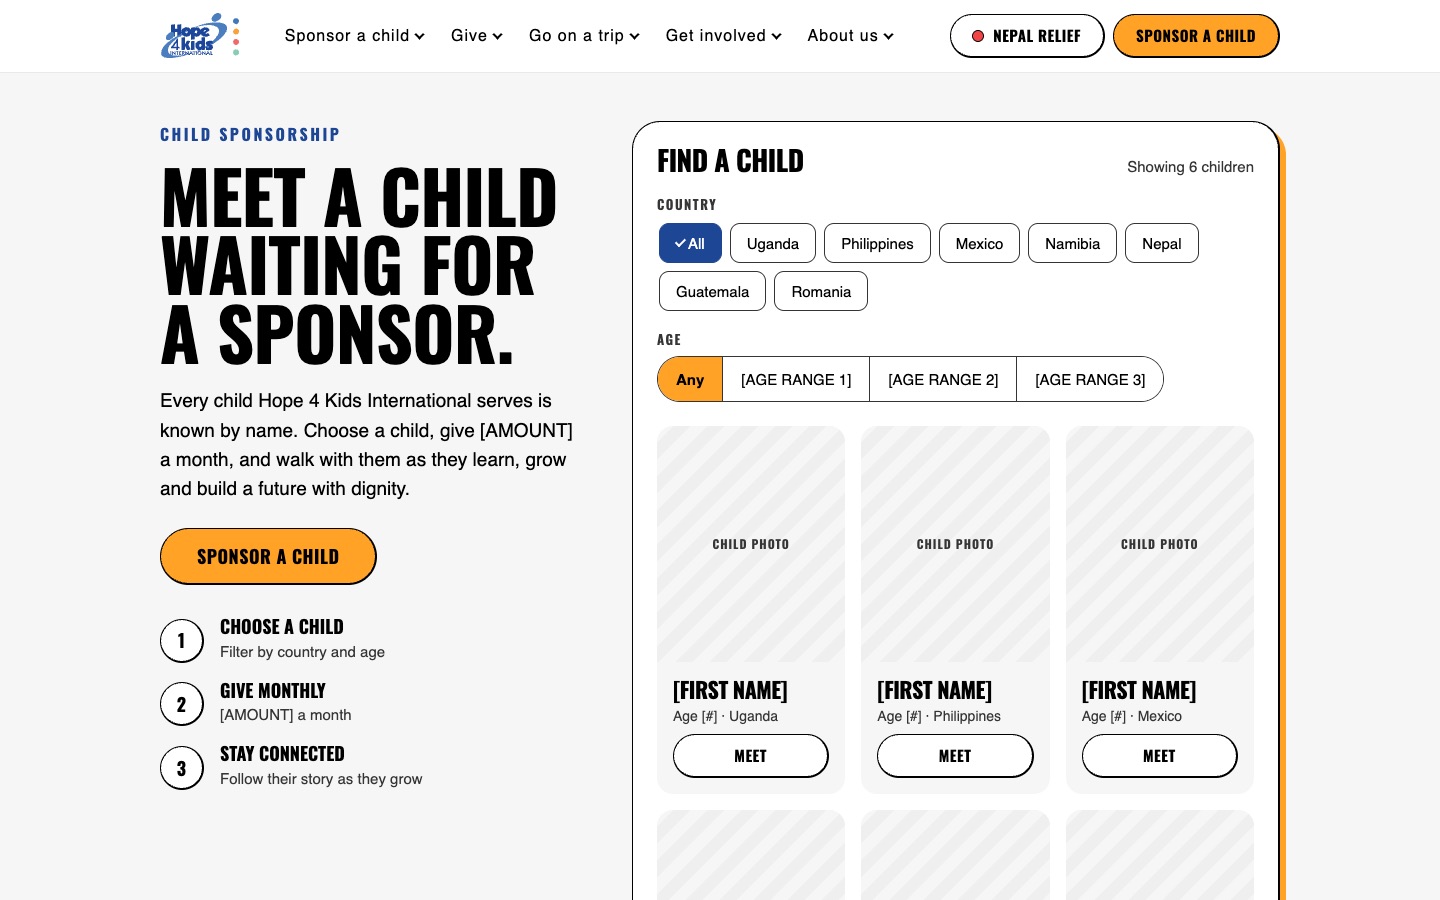 Hope
4 kids
INTERNATIONAL
Sponsor a child
Give
Go on a trip
Get involved
About us
NEPAL RELIEF
SPONSOR A CHILD
CHILD SPONSORSHIP
MEET A CHILD
WAITING FOR
A SPONSOR.
Every child Hope 4 Kids International serves is
known by name. Choose a child, give [AMOUNT]
a month, and walk with them as they learn, grow
and build a future with dignity.
SPONSOR A CHILD
1
CHOOSE A CHILD
Filter by country and age
2
GIVE MONTHLY
[AMOUNT] a month
3
STAY CONNECTED
Follow their story as they grow
FIND A CHILD
Showing 6 children
COUNTRY
All
Uganda
Philippines
Mexico
Namibia
Nepal
Guatemala
Romania
AGE
Any
[AGE RANGE 1]
[AGE RANGE 2]
[AGE RANGE 3]
CHILD PHOTO
[FIRST NAME]
Age [#] · Uganda
MEET
CHILD PHOTO
[FIRST NAME]
Age [#] · Philippines
MEET
CHILD PHOTO
[FIRST NAME]
Age [#] · Mexico
MEET